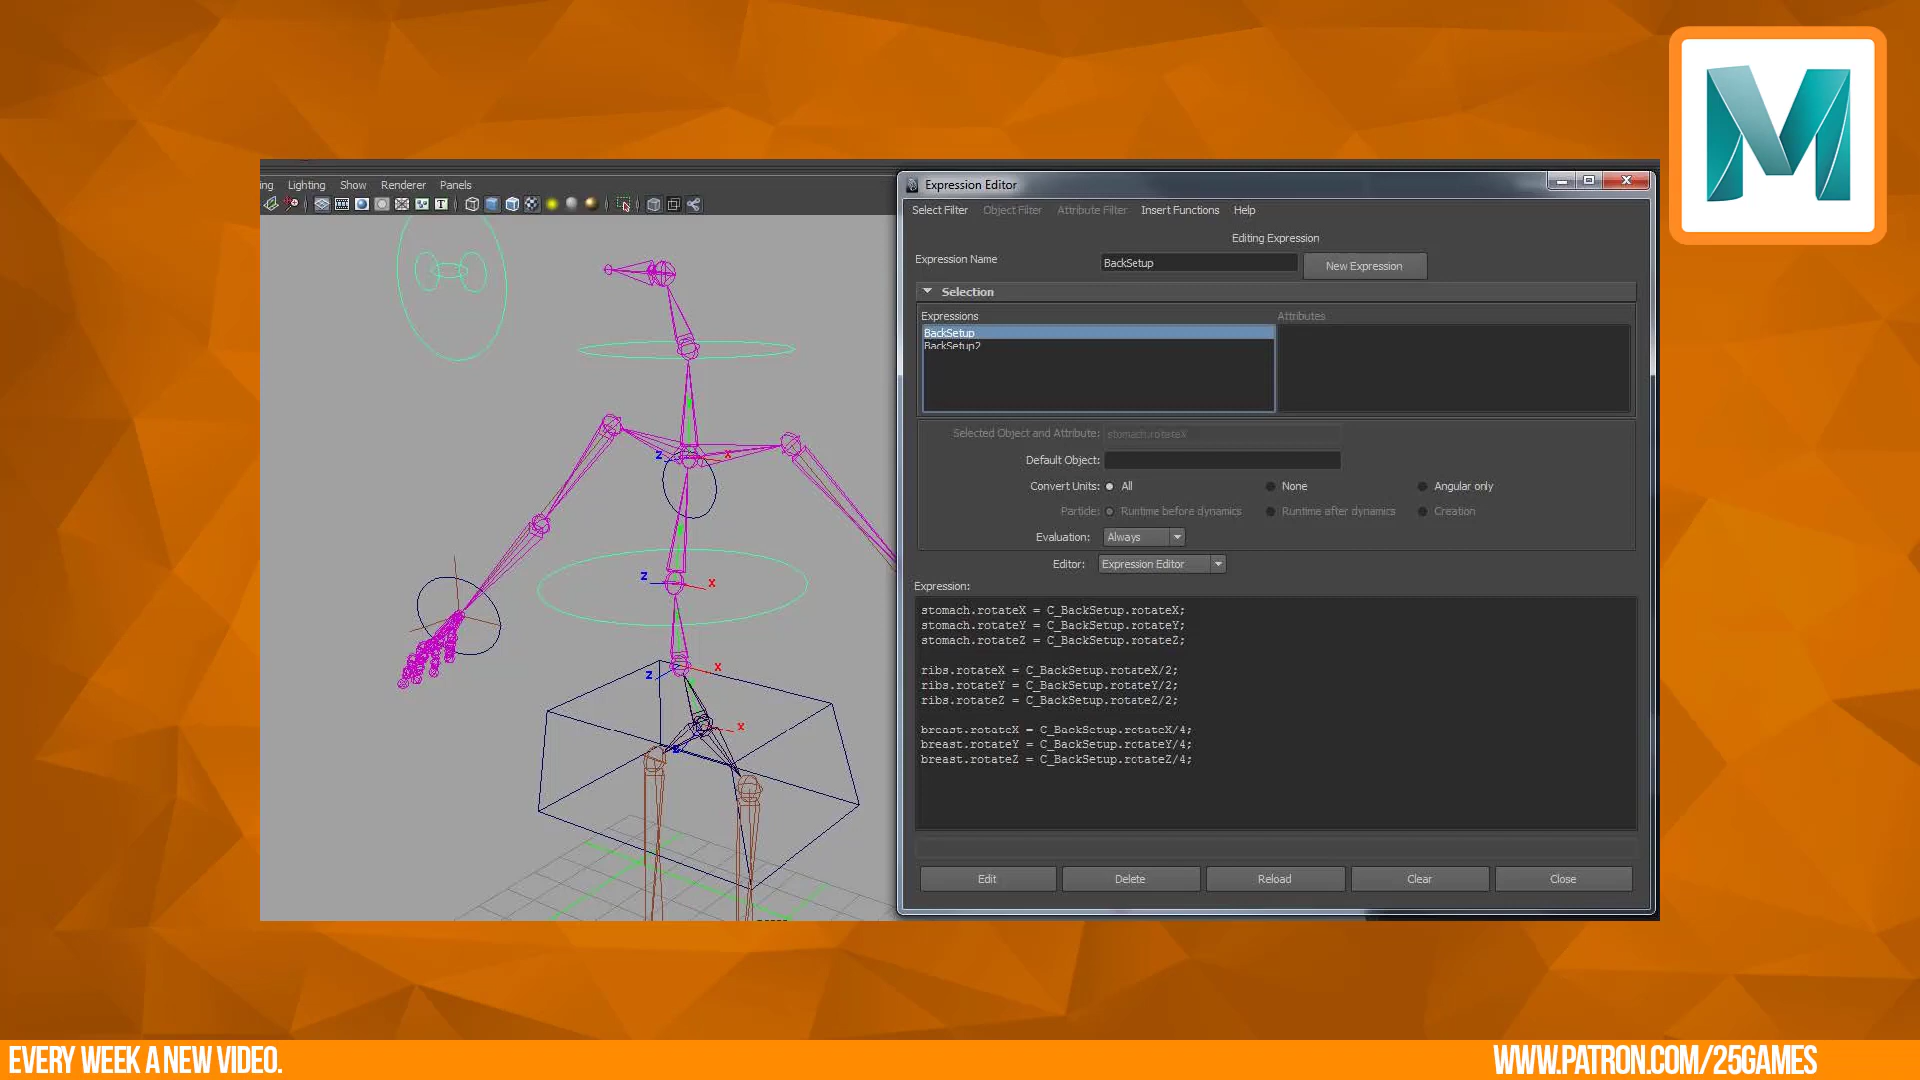 ing Lighting Show Renderer Panels
T
z x
z x
z x
x
z
Expression Editor
Select Filter Object Filter Attribute Filter Insert Functions Help
Editing Expression
Expression Name BackSetup New Expression
Selection
Expressions Attributes
BackSetup
BackSetup2
Selected Object and Attribute: stomach.rotateX
Default Object:
Convert Units: All None Angular only
Particle: Runtime before dynamics Runtime after dynamics Creation
Evaluation: Always
Editor: Expression Editor
Expression:
stomach.rotateX = C_BackSetup.rotateX;
stomach.rotateY = C_BackSetup.rotateY;
stomach.rotateZ = C_BackSetup.rotateZ;
ribs.rotateX = C_BackSetup.rotateX/2;
ribs.rotateY = C_BackSetup.rotateY/2;
ribs.rotateZ = C_BackSetup.rotateZ/2;
breast.rotateX = C_BackSetup.rotateX/4;
breast.rotateY = C_BackSetup.rotateY/4;
breast.rotateZ = C_BackSetup.rotateZ/4;
Edit Delete Reload Clear Close
M
EVERY WEEK A NEW VIDEO.
WWW.PATRON.COM/25GAMES